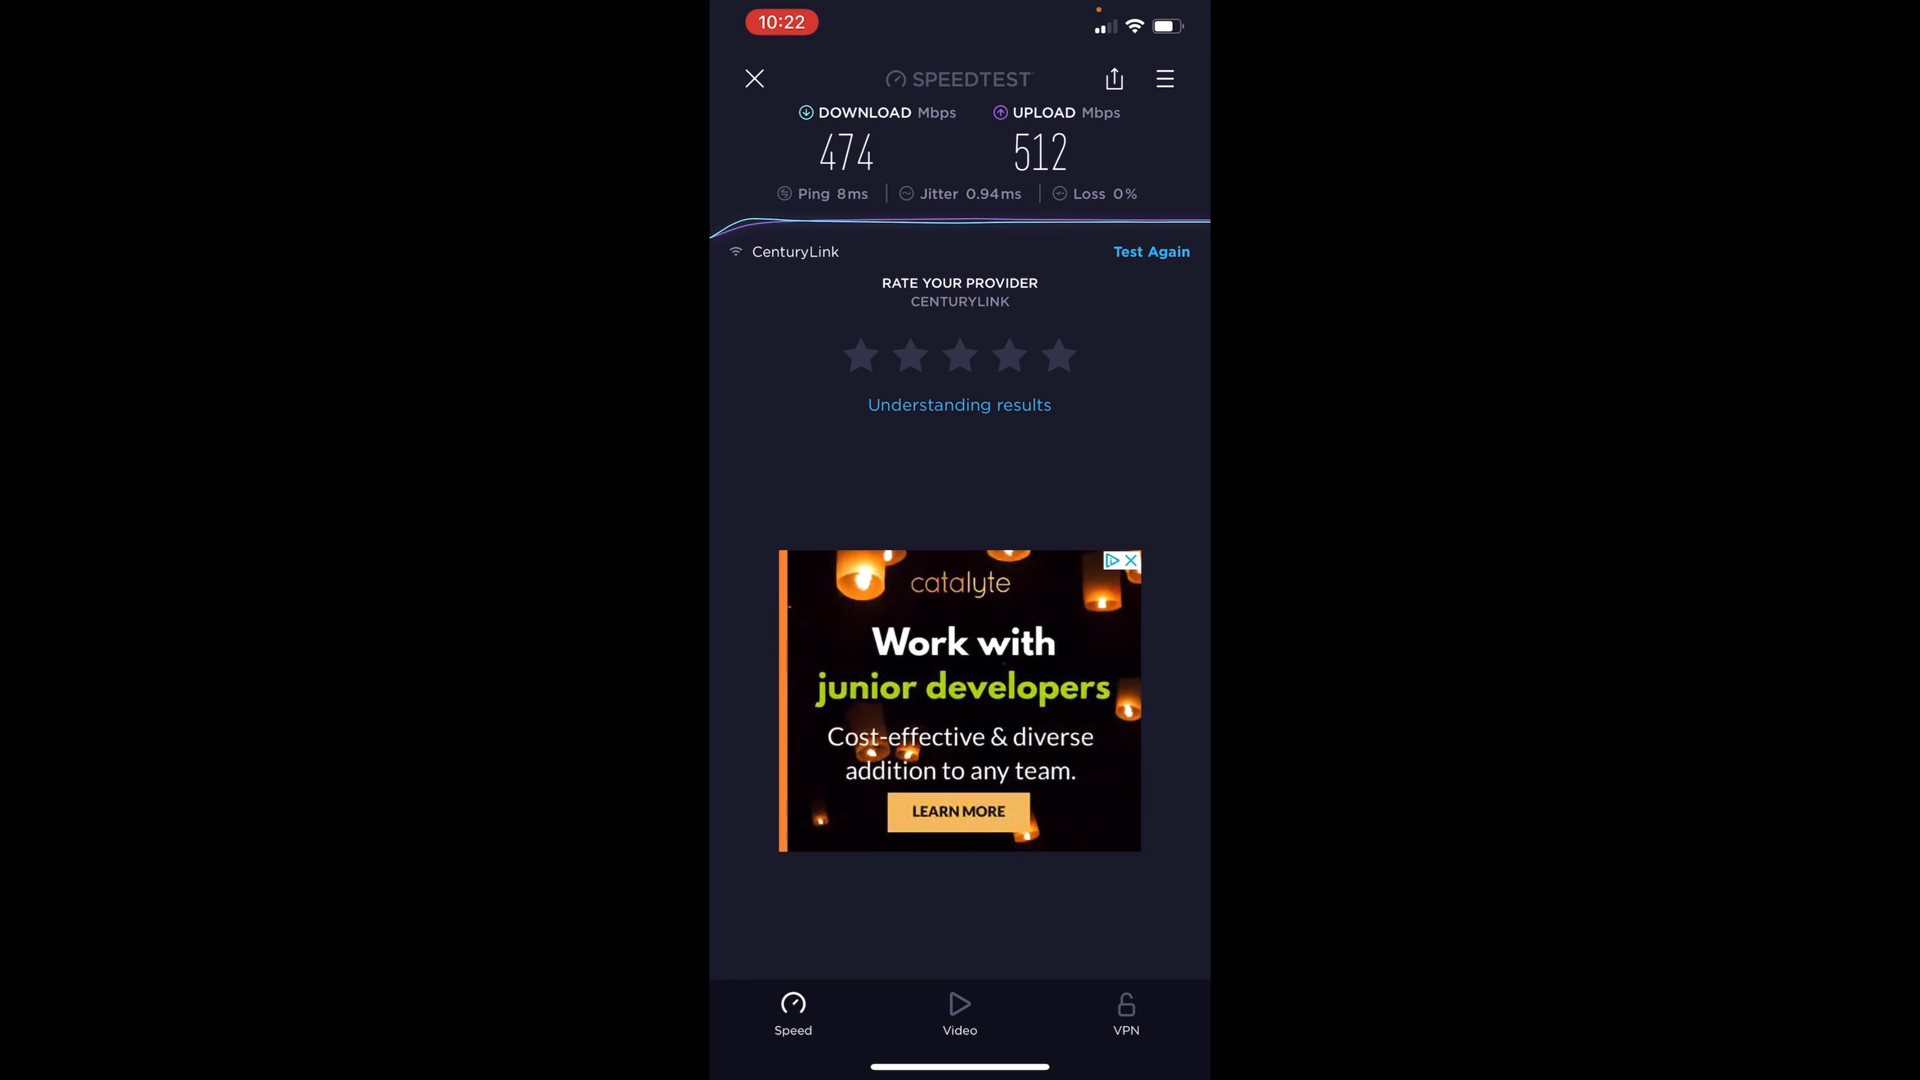 10:22
SPEEDTEST
DOWNLOAD Mbps
UPLOAD Mbps
474
512
Ping 8ms
Jitter 0.94ms
Loss 0%
CenturyLink
Test Again
RATE YOUR PROVIDER
CENTURYLINK
Understanding results
catalyte
Work with
junior developers
Cost-effective & diverse
addition to any team.
LEARN MORE
Speed
Video
VPN